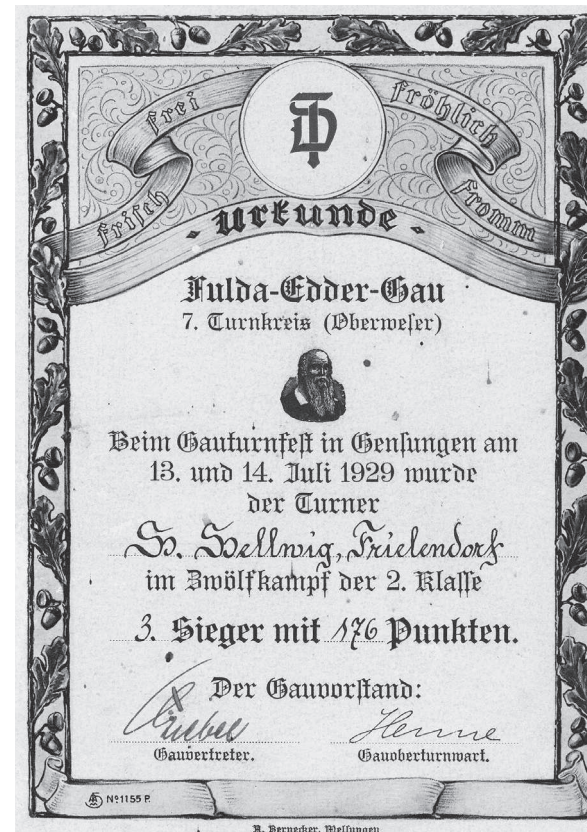 frisch frei fröhlich fromm
DT
Urkunde
Fulda-Edder-Gau
7. Turnkreis (Oberweser)
Beim Gauturnfest in Gensungen am
13. und 14. Juli 1929 wurde
der Turner
H. Hellwig, Frielendorf
im Zwölfkampf der 2. Klasse
3. Sieger mit 176 Punkten.
Der Gauvorstand:
Henne
Gauvertreter. Gauoberturnwart.
Nº 1155 P.
A. Bernecker, Melsungen